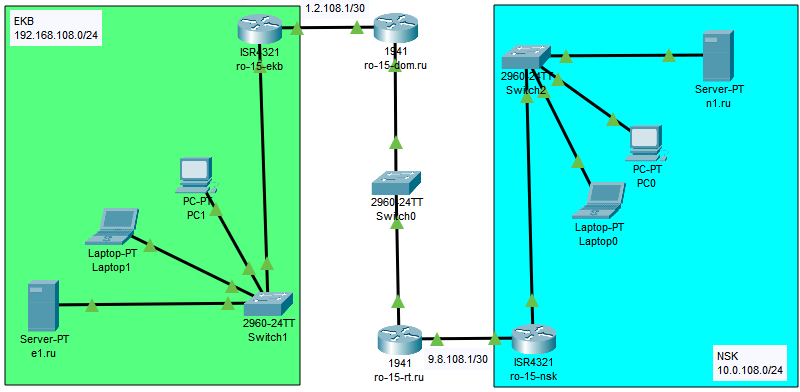 EKB
192.168.108.0/24
ISR4321
ro-15-ekb
1.2.108.1/30
1941
ro-15-dom.ru
2960-24TT
Switch2
Server-PT
n1.ru
PC-PT
PC0
Laptop-PT
Laptop0
PC-PT
PC1
2960-24TT
Switch0
Laptop-PT
Laptop1
Server-PT
e1.ru
2960-24TT
Switch1
1941
ro-15-rt.ru
9.8.108.1/30
ISR4321
ro-15-nsk
NSK
10.0.108.0/24